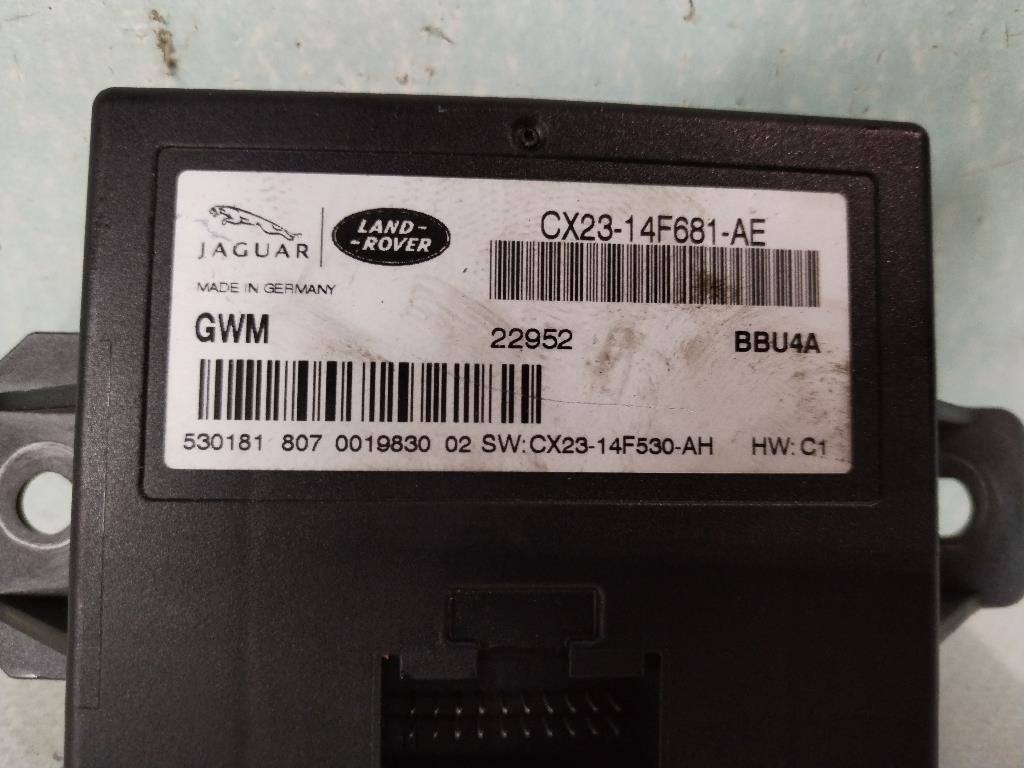 JAGUAR
LAND-
-ROVER
CX23-14F681-AE
MADE IN GERMANY
GWM 22952 BBU4A
530181 807 0019830 02 SW:CX23-14F530-AH HW: C1